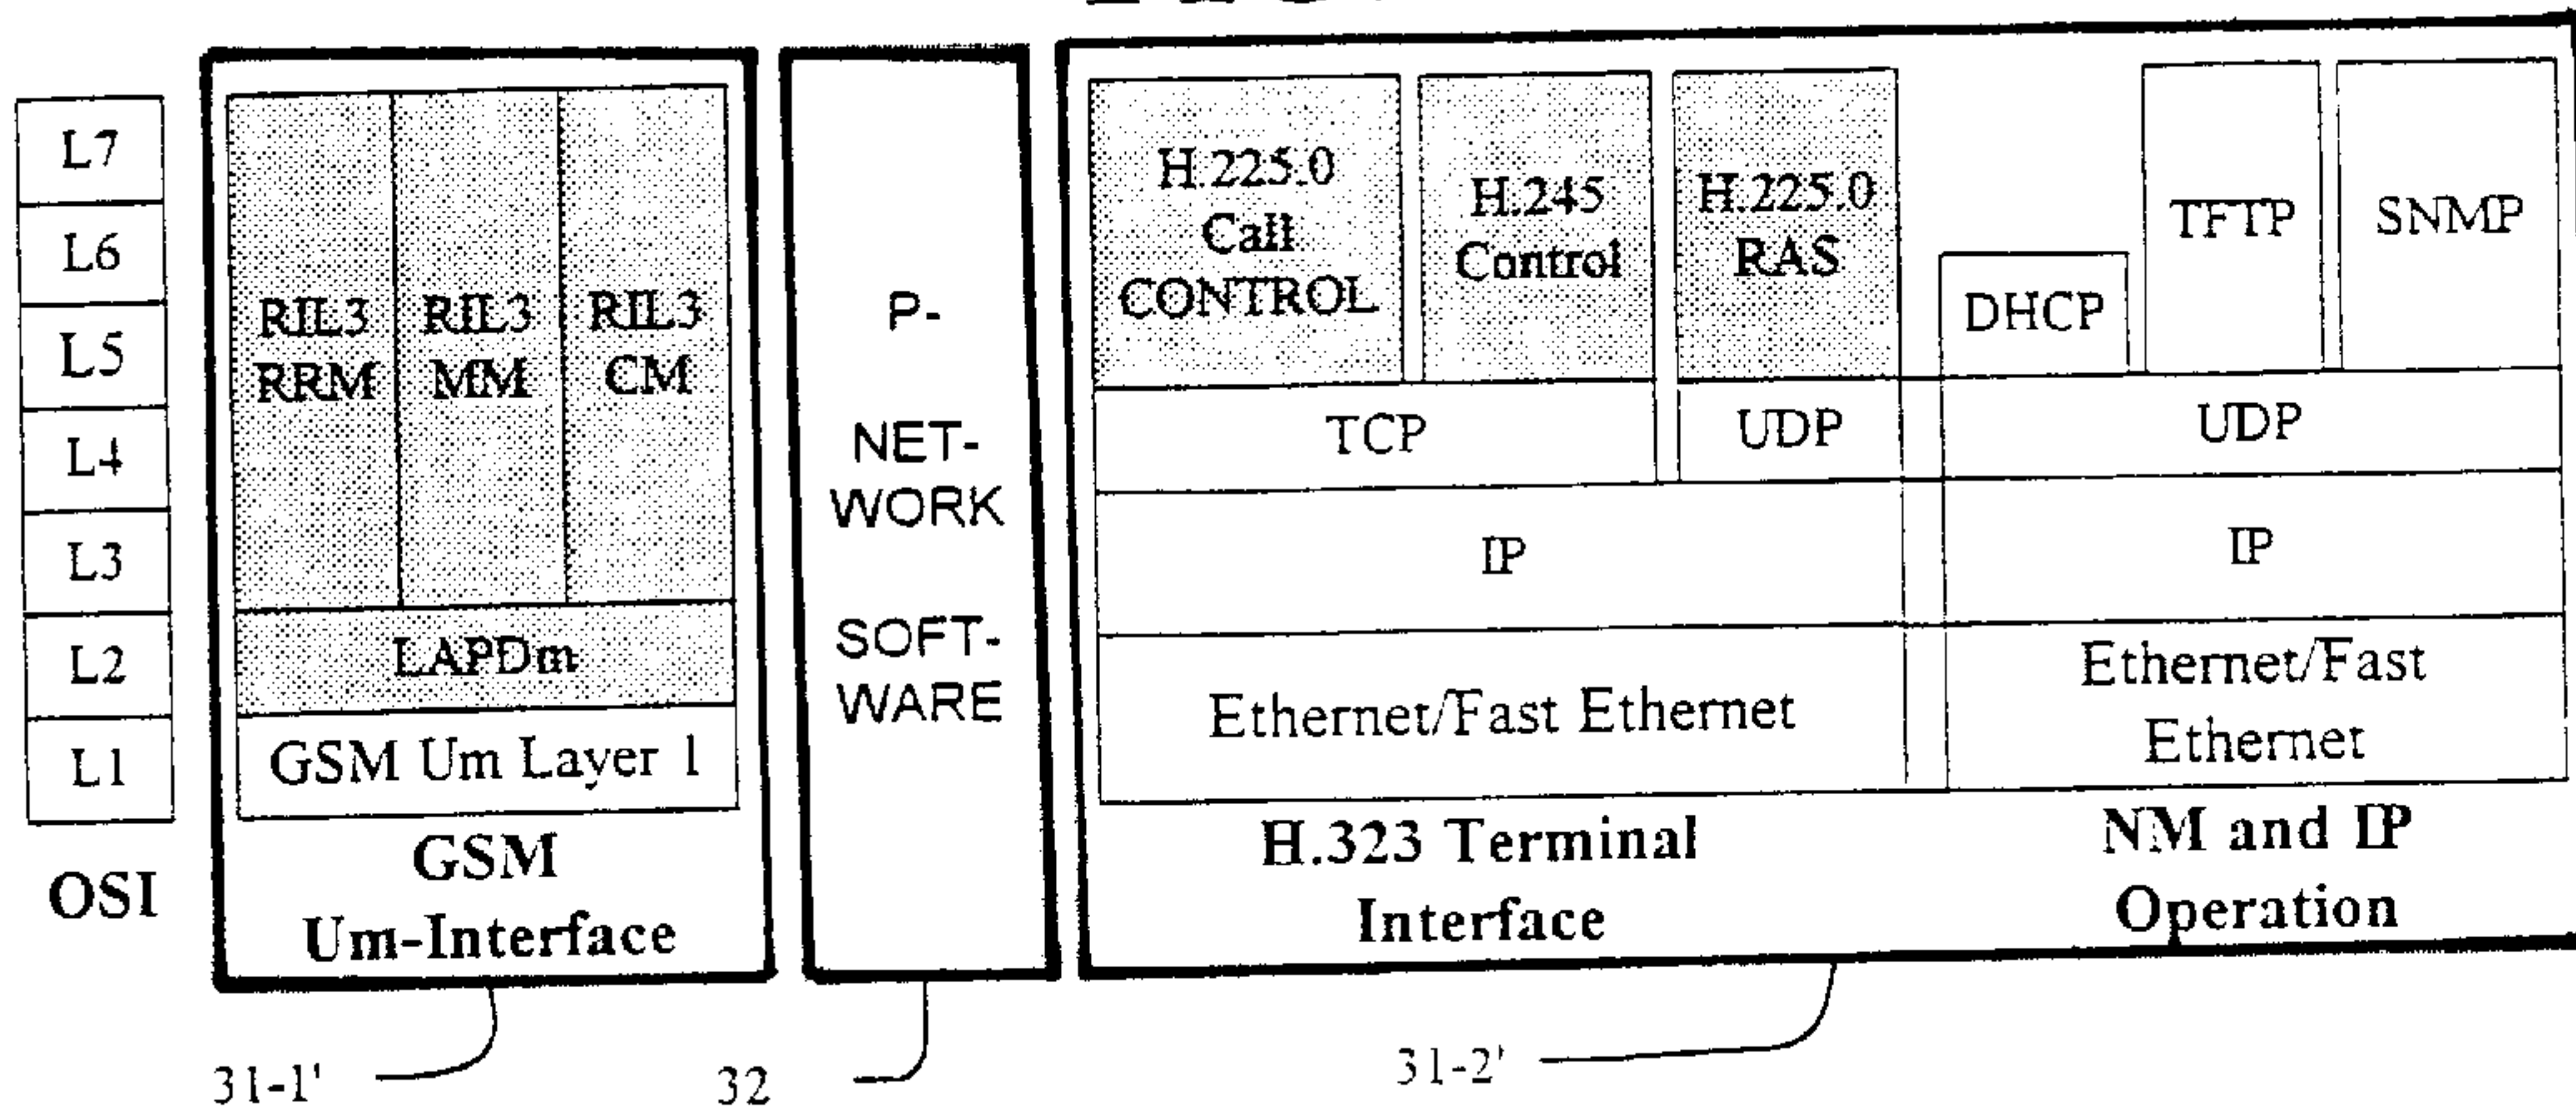 L7
L6
L5
L4
L3
L2
L1
OSI
RIL3
RRM
RIL3
MM
RIL3
CM
LAPDm
GSM Um Layer 1
GSM
Um-Interface
P-
NET-
WORK
SOFT-
WARE
H.225.0
Call
CONTROL
H.245
Control
H.225.0
RAS
TCP
UDP
IP
Ethernet/Fast Ethernet
H.323 Terminal
Interface
DHCP
TFTP
SNMP
UDP
IP
Ethernet/Fast
Ethernet
NM and IP
Operation
31-1'
32
31-2'